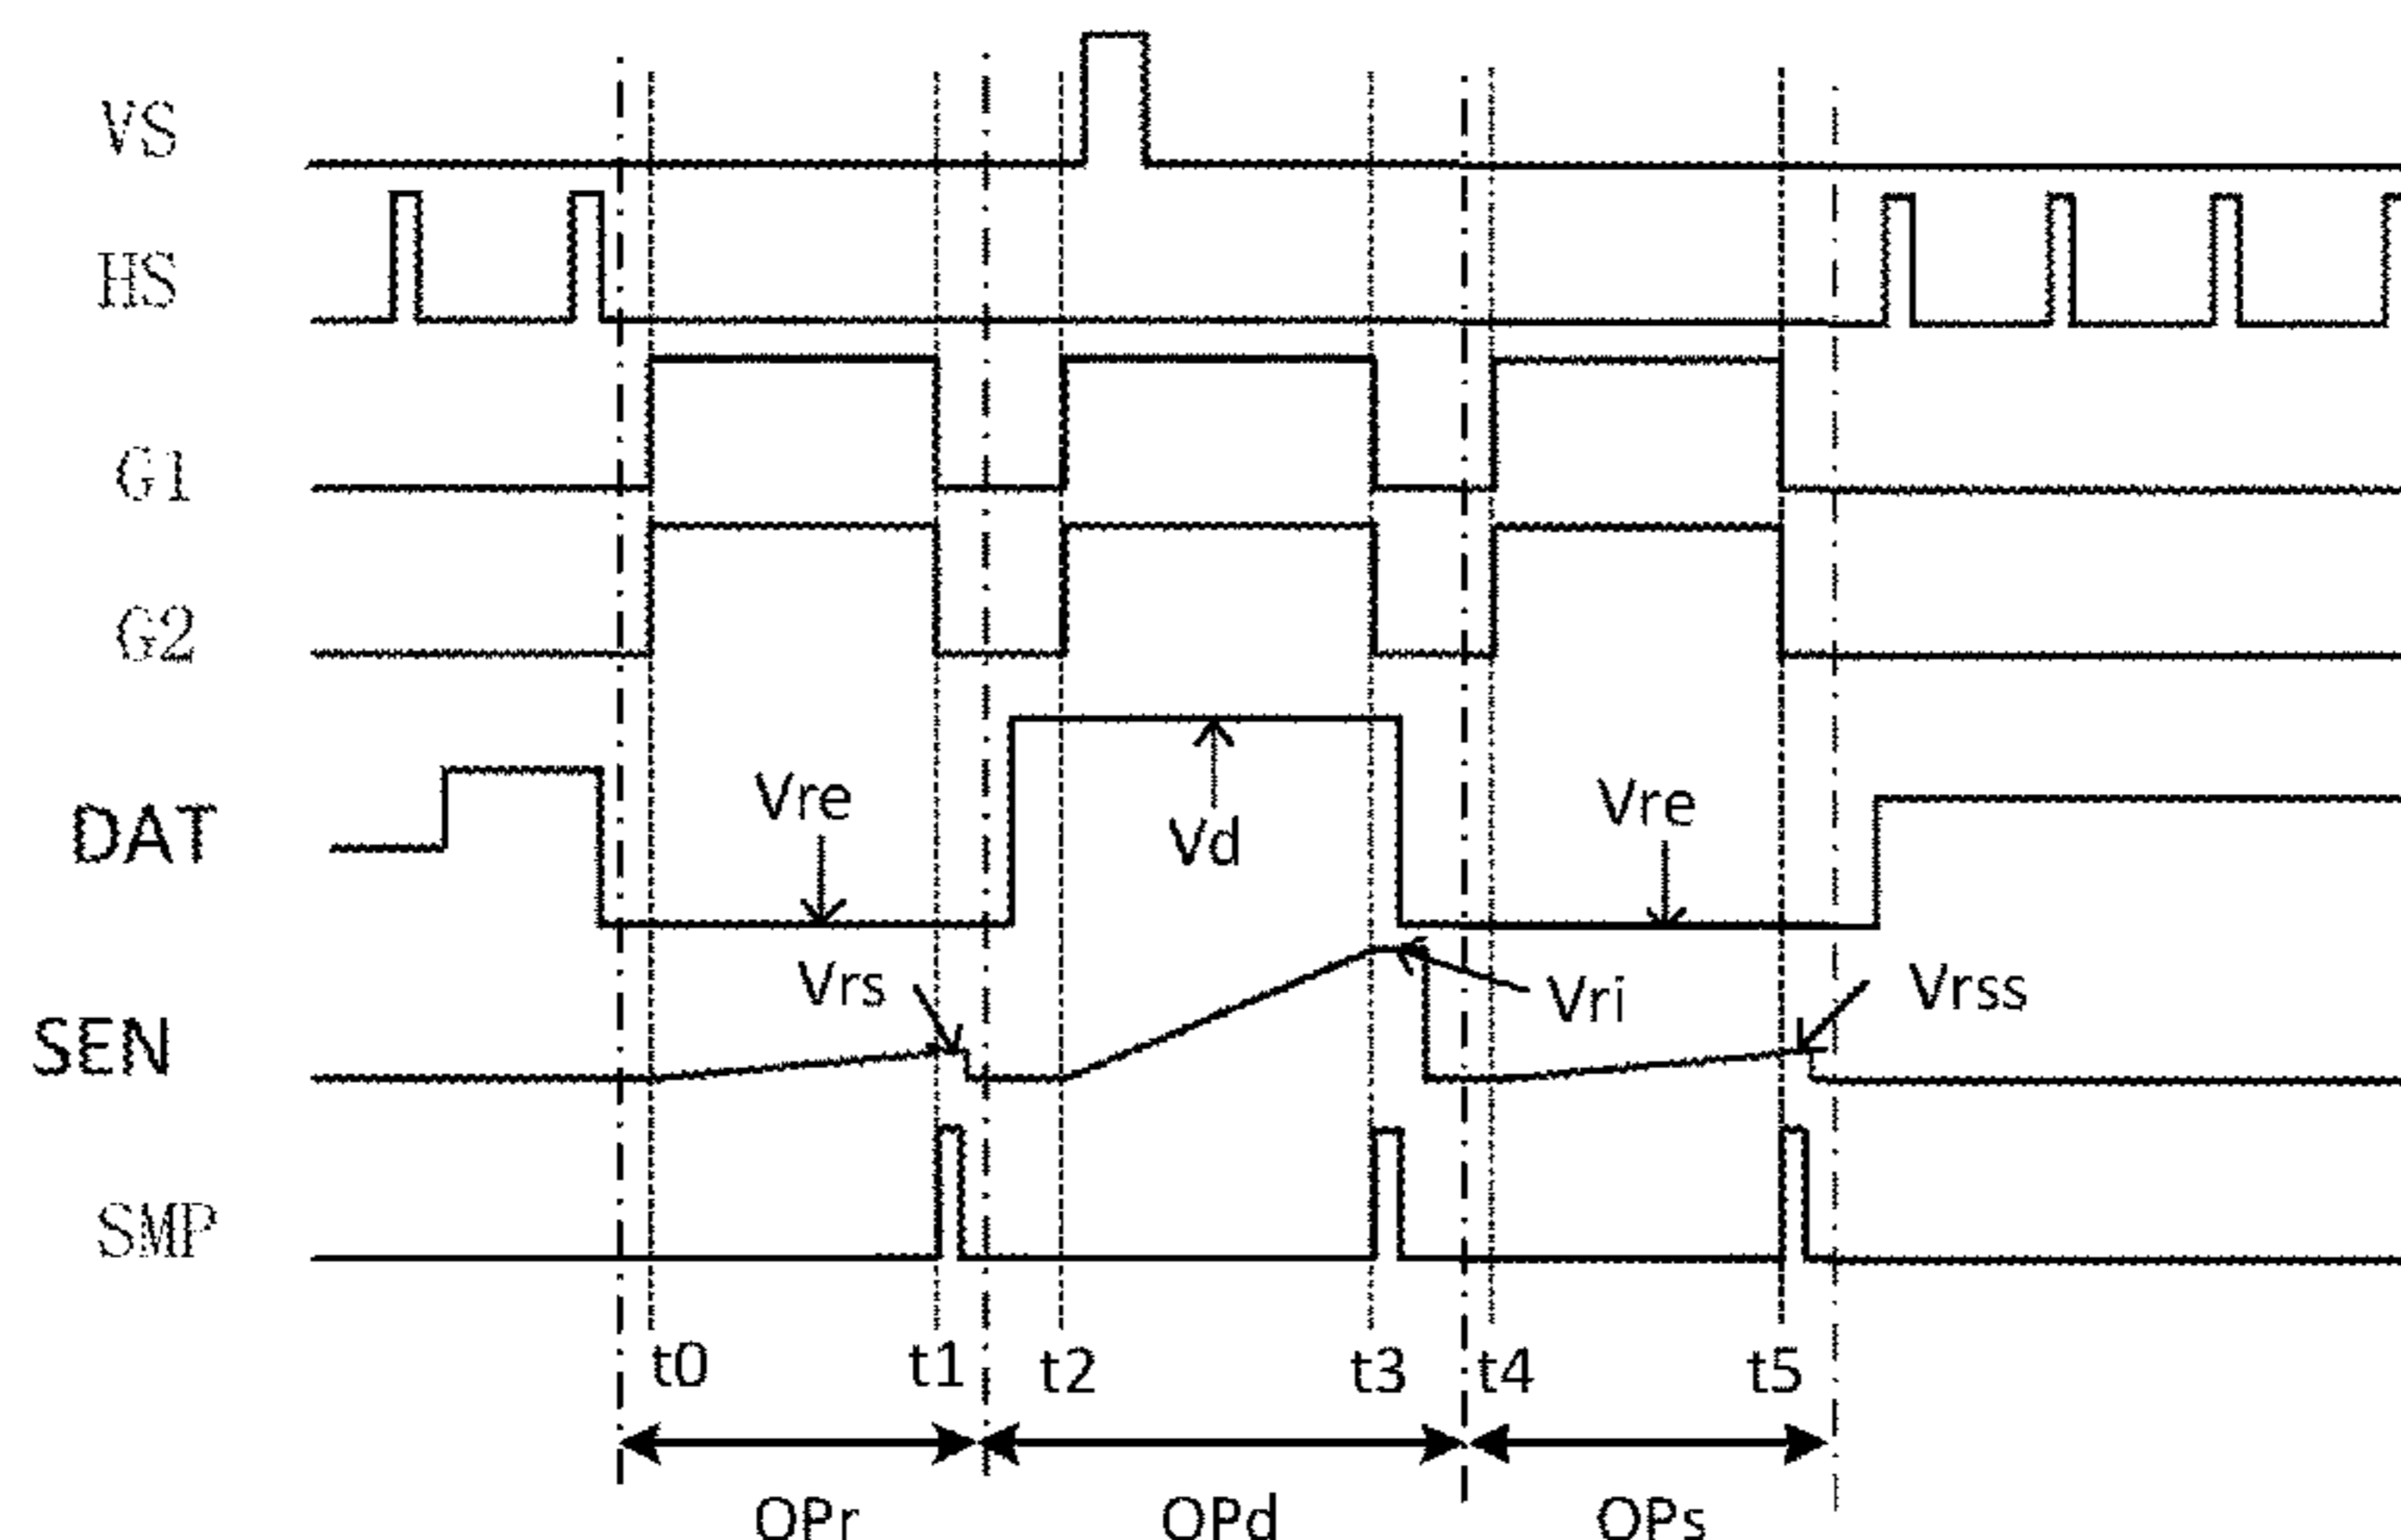 VS
HS
G1
G2
DAT
Vre
Vd
Vre
SEN
Vrs
Vri
Vrss
SMP
t0
t1
t2
t3
t4
t5
OPr
OPd
OPs